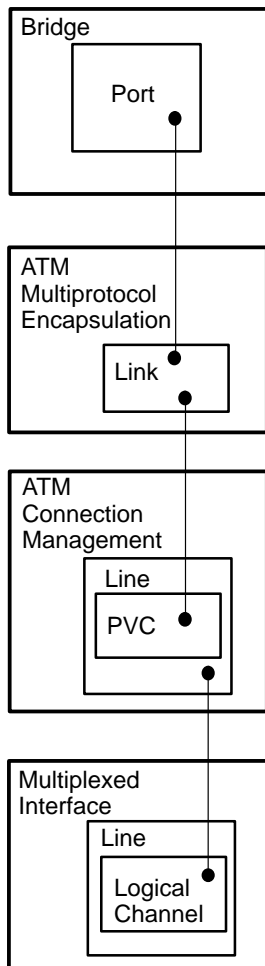 Bridge
Port
ATM
Multiprotocol
Encapsulation
Link
ATM
Connection
Management
Line
PVC
Multiplexed
Interface
Line
Logical
Channel